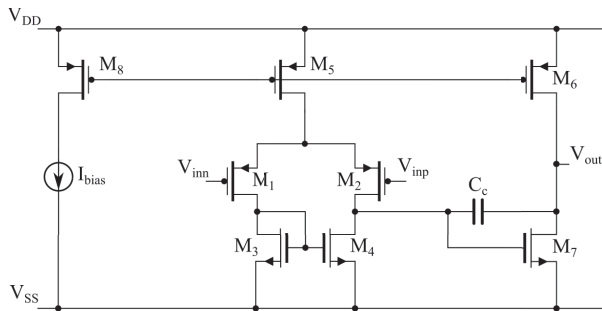 V_DD
M_8
M_5
M_6
V_inn
V_inp
V_out
I_bias
M_1
M_2
C_c
M_3
M_4
M_7
V_SS